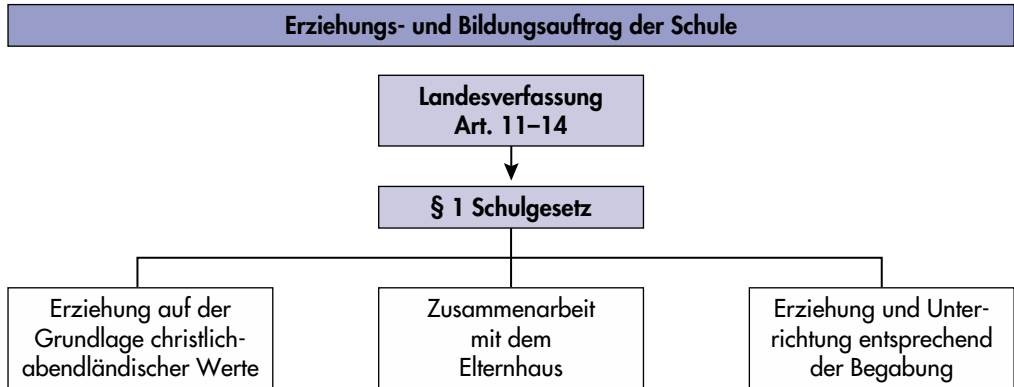 Erziehungs- und Bildungsauftrag der Schule
Landesverfassung
Art. 11–14
§ 1 Schulgesetz
Erziehung auf der
Grundlage christlich-
abendländischer Werte
Zusammenarbeit
mit dem
Elternhaus
Erziehung und Unter-
richtung entsprechend
der Begabung